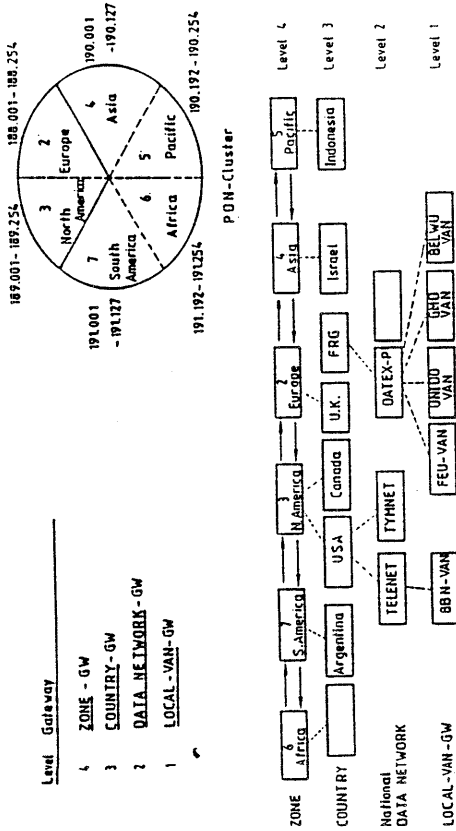 Level Gateway
4 ZONE - GW
3 COUNTRY - GW
2 DATA NETWORK - GW
1 LOCAL-VAN-GW
189.001- 189.254
188.001 - 188.254
190.001
-190.127
190.192 - 190.254
191.192- 191.254
191.001
-191.127
3
North
America
2
Europe
4
Asia
5
Pacific
6
Africa
7
South
America
PDN-Cluster
ZONE
6
Africa
7
S.America
3
N.America
2
Europe
4
Asia
5
Pacific
Level 4
COUNTRY
Argentina
USA
Canada
U.K.
FRG
Israel
Indonesia
Level 3
National
DATA NETWORK
TELENET
TYMNET
DATEX-P
Level 2
LOCAL-VAN-GW
BBN-VAN
FEU-VAN
UNIDO
VAN
GMD
VAN
BELWU
VAN
Level 1